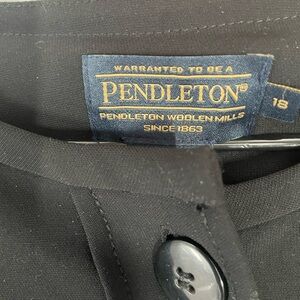 WARRANTED TO BE A
PENDLETON®
PENDLETON WOOLEN MILLS
SINCE 1863
18